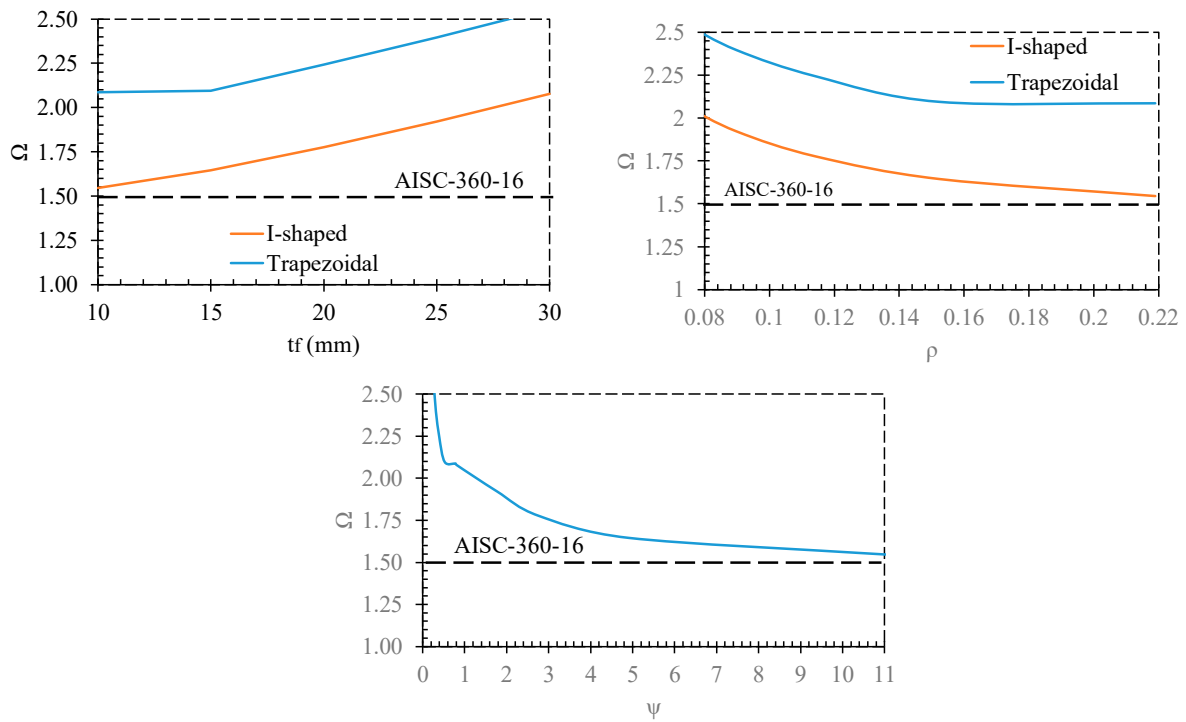 2.50
2.25
2.00
1.75
1.50
1.25
1.00
Ω
AISC-360-16
I-shaped
Trapezoidal
10 15 20 25 30
tf (mm)
2.5
2.25
2
1.75
1.5
1.25
1
Ω
I-shaped
Trapezoidal
AISC-360-16
0.08 0.1 0.12 0.14 0.16 0.18 0.2 0.22
ρ
2.50
2.25
2.00
1.75
1.50
1.25
1.00
Ω
AISC-360-16
0 1 2 3 4 5 6 7 8 9 10 11
ψ